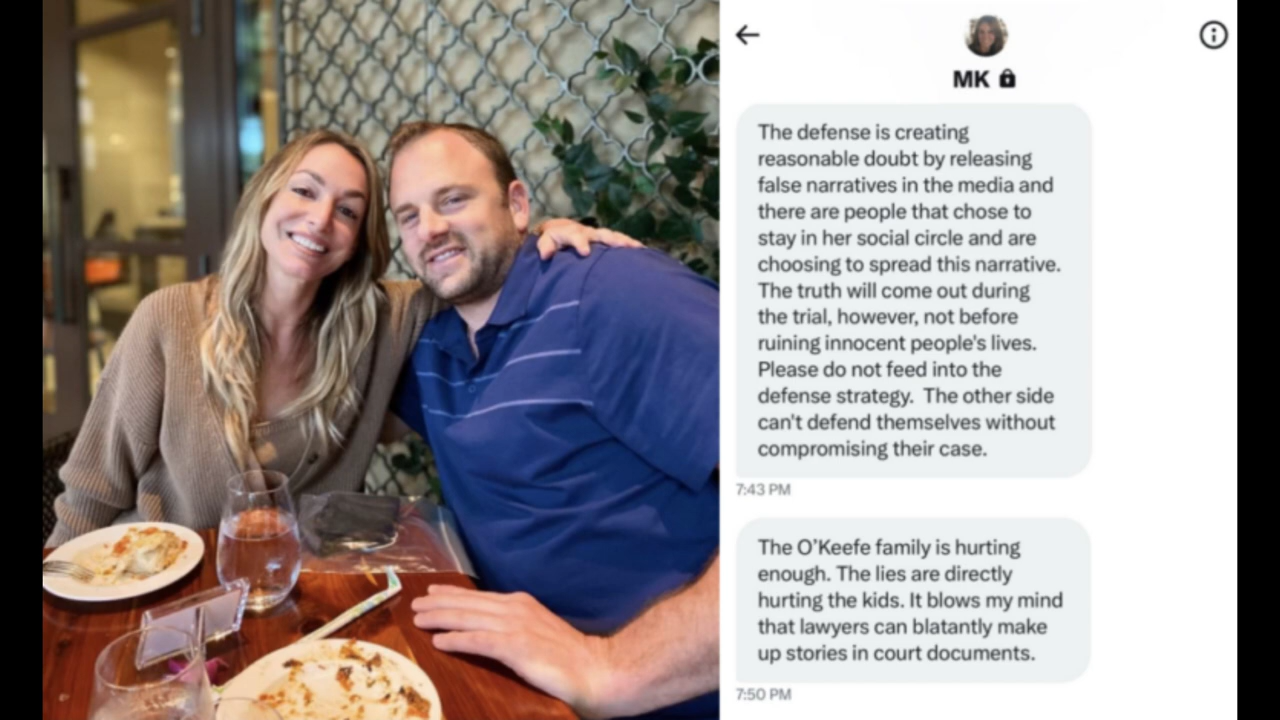 MK
The defense is creating
reasonable doubt by releasing
false narratives in the media and
there are people that chose to
stay in her social circle and are
choosing to spread this narrative.
The truth will come out during
the trial, however, not before
ruining innocent people's lives.
Please do not feed into the
defense strategy.  The other side
can't defend themselves without
compromising their case.
7:43 PM
The O’Keefe family is hurting
enough. The lies are directly
hurting the kids. It blows my mind
that lawyers can blatantly make
up stories in court documents.
7:50 PM